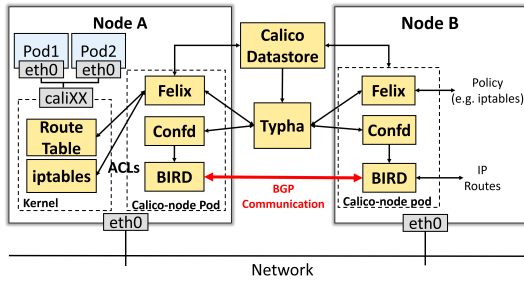 Node A
Node B
Pod1
Pod2
eth0
eth0
caliXX
Calico
Datastore
Felix
Felix
Policy
(e.g. iptables)
Route
Table
Confd
Typha
Confd
iptables
ACLs
BIRD
BGP
Communication
BIRD
IP
Routes
Kernel
Calico-node Pod
Calico-node pod
eth0
eth0
Network